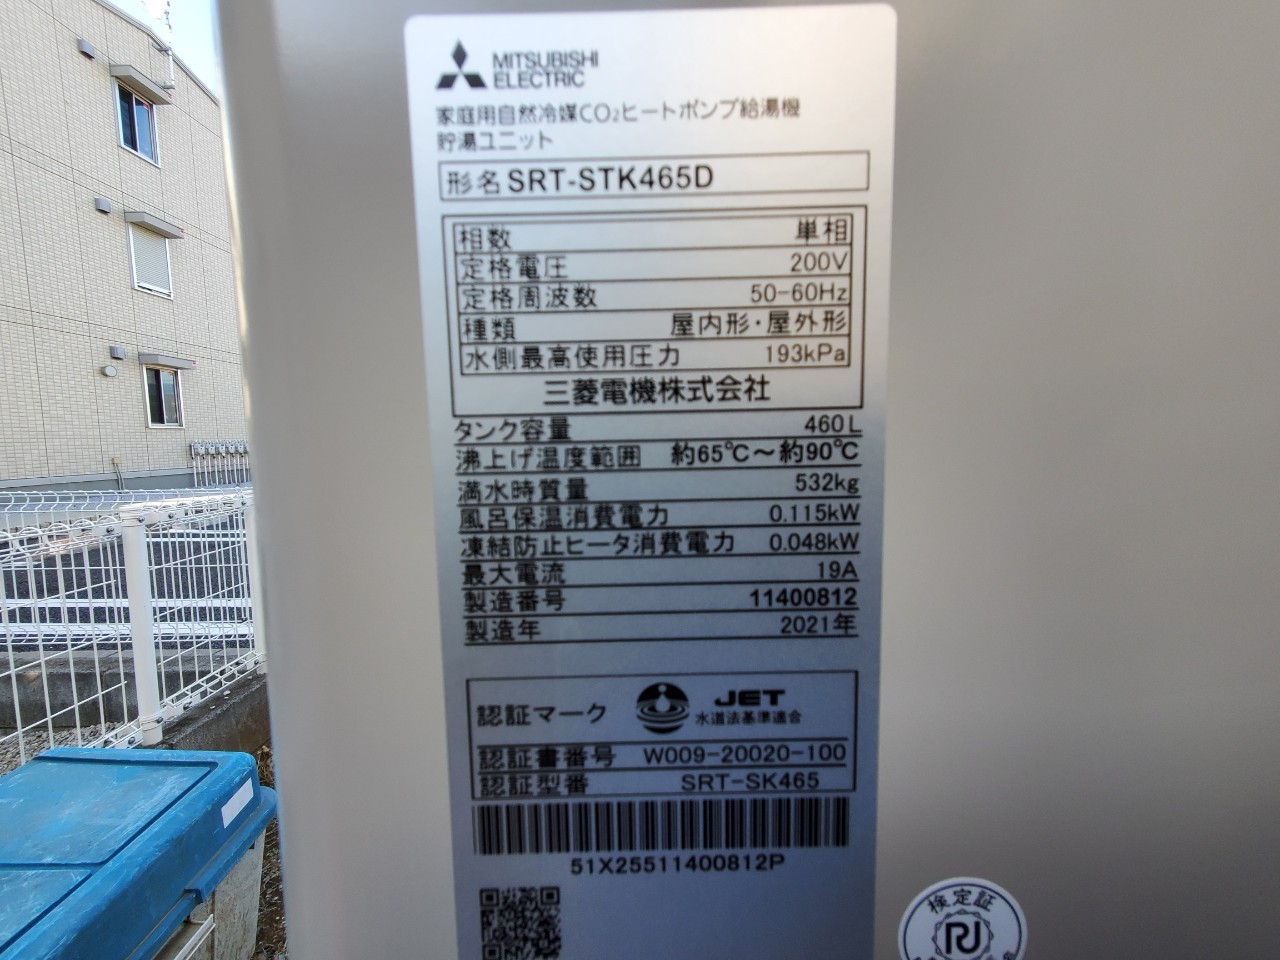 MITSUBISHI
ELECTRIC
家庭用自然冷媒CO₂ヒートポンプ給湯機
貯湯ユニット
形名 SRT-STK465D
相数 単相
定格電圧 200V
定格周波数 50-60Hz
種類 屋内形・屋外形
水側最高使用圧力 193kPa
三菱電機株式会社
タンク容量 460L
沸上げ温度範囲 約65℃～約90℃
満水時質量 532kg
風呂保温消費電力 0.115kW
凍結防止ヒータ消費電力 0.048kW
最大電流 19A
製造番号 11400812
製造年 2021年
認証マーク JET
水道法基準適合
認証書番号 W009-20020-100
認証型番 SRT-SK465
51X25511400812P
検定証